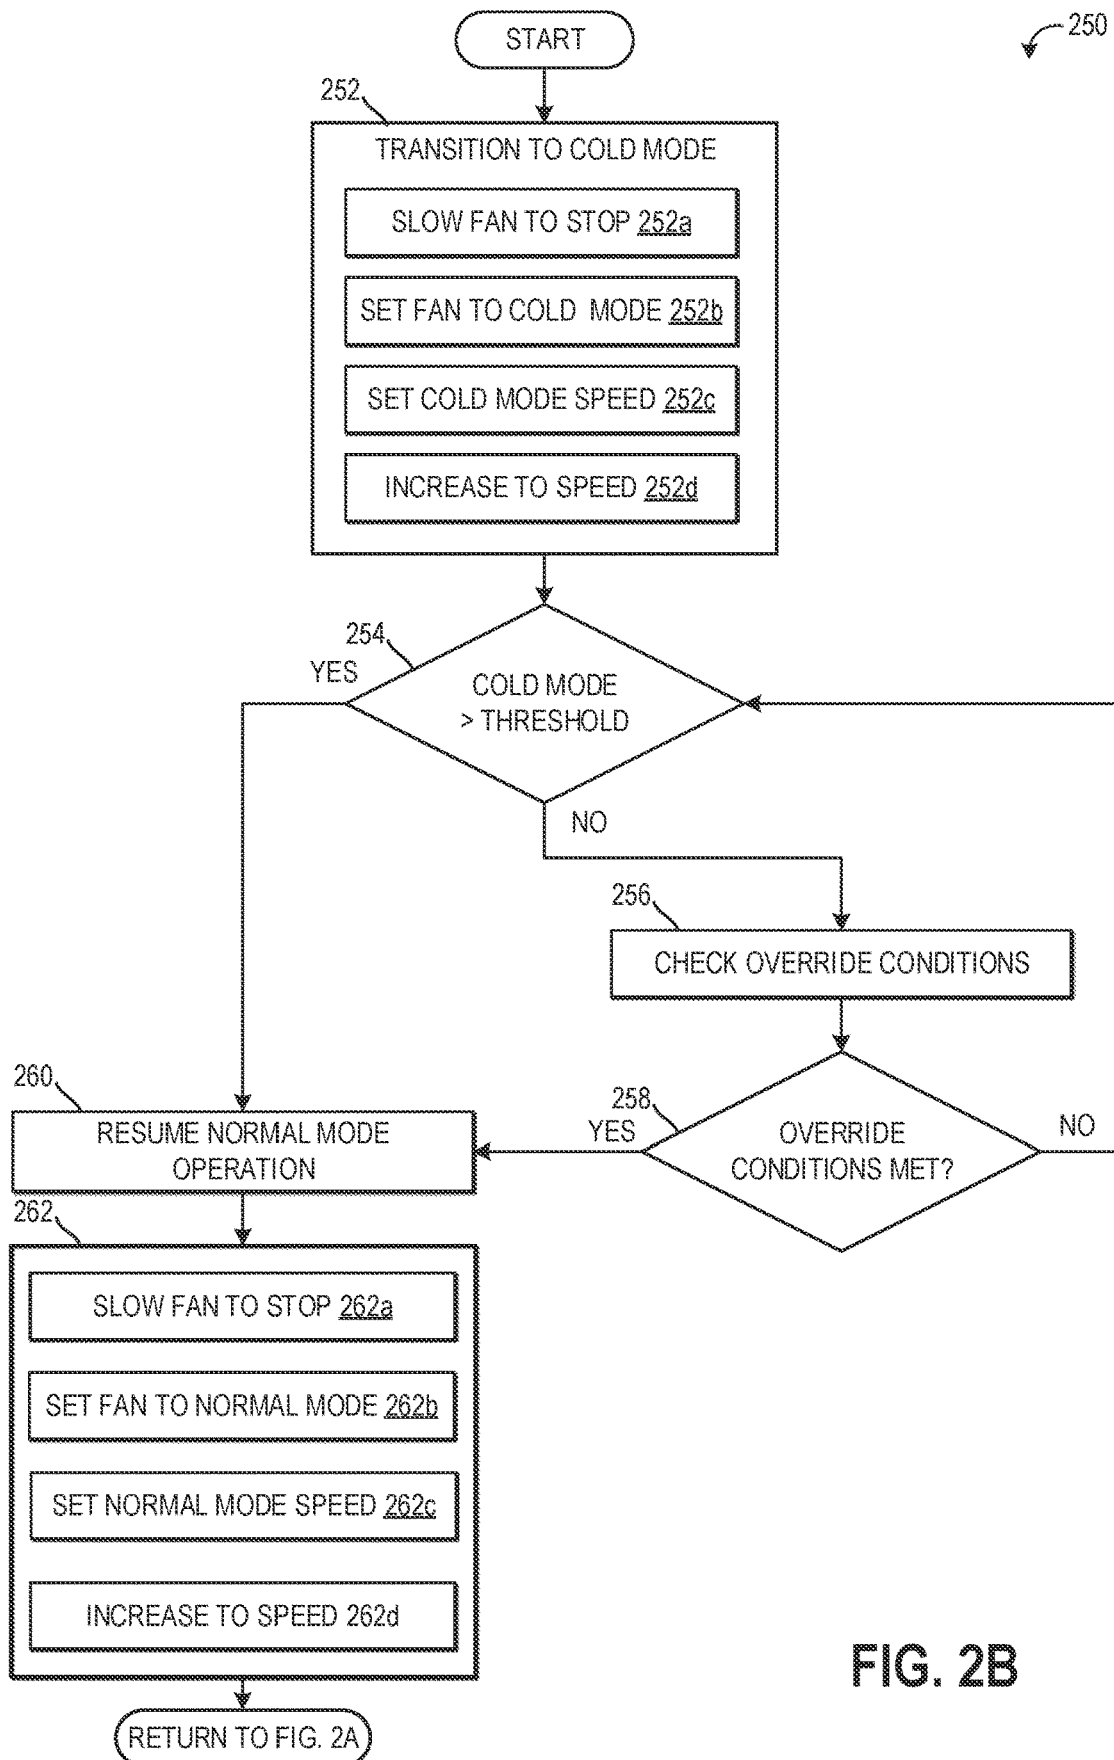 START
250
252
TRANSITION TO COLD MODE
SLOW FAN TO STOP 252a
SET FAN TO COLD MODE 252b
SET COLD MODE SPEED 252c
INCREASE TO SPEED 252d
254
YES
COLD MODE
> THRESHOLD
NO
256
CHECK OVERRIDE CONDITIONS
260
RESUME NORMAL MODE
OPERATION
258
YES
OVERRIDE
CONDITIONS MET?
NO
262
SLOW FAN TO STOP 262a
SET FAN TO NORMAL MODE 262b
SET NORMAL MODE SPEED 262c
INCREASE TO SPEED 262d
RETURN TO FIG. 2A
FIG. 2B